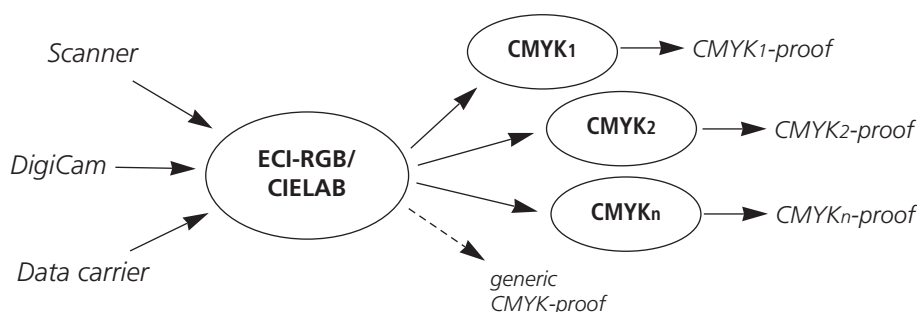 Scanner
DigiCam
Data carrier
ECI-RGB/
CIELAB
CMYK1
CMYK1-proof
CMYK2
CMYK2-proof
CMYKn
CMYKn-proof
generic
CMYK-proof